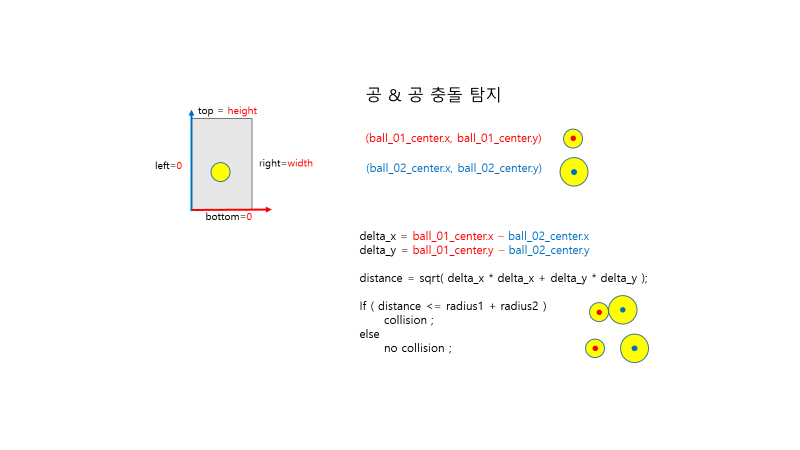 공 & 공 충돌 탐지
top = height
left=0
right=width
bottom=0
(ball_01_center.x, ball_01_center.y)
(ball_02_center.x, ball_02_center.y)
delta_x = ball_01_center.x – ball_02_center.x
delta_y = ball_01_center.y – ball_02_center.y
distance = sqrt( delta_x * delta_x + delta_y * delta_y );
If ( distance <= radius1 + radius2 )
collision ;
else
no collision ;